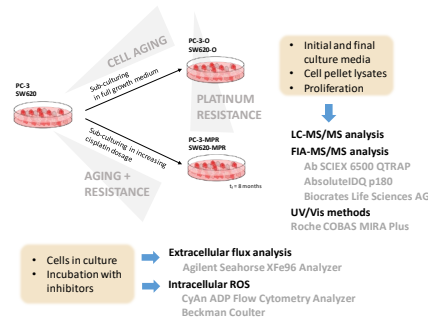 CELL AGING
PC-3
SW620
Sub-culturing
in full growth medium
PC-3-O
SW620-O
PLATINUM
RESISTANCE
Sub-culturing in increasing
cisplatin dosage
AGING +
RESISTANCE
PC-3-MPR
SW620-MPR
• Initial and final
culture media
• Cell pellet lysates
• Proliferation
LC-MS/MS analysis
FIA-MS/MS analysis
Ab SCIEX 6500 QTRAP
AbsoluteIDQ p180
Biocrates Life Sciences AG
UV/Vis methods
Roche COBAS MIRA Plus
• Cells in culture
• Incubation with
inhibitors
Extracellular flux analysis
Agilent Seahorse XFe96 Analyzer
Intracellular ROS
CyAn ADP Flow Cytometry Analyzer
Beckman Coulter
= 8 months